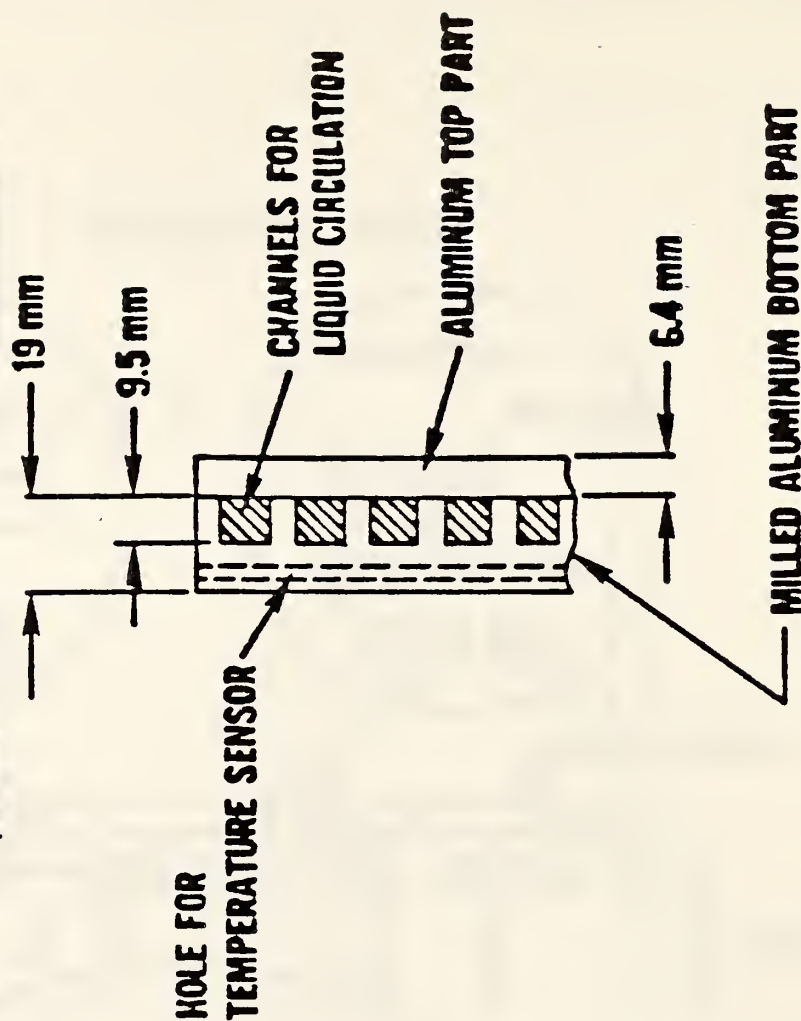 19 mm
9.5 mm
CHANNELS FOR
LIQUID CIRCULATION
ALUMINUM TOP PART
6.4 mm
MILLED ALUMINUM BOTTOM PART
HOLE FOR
TEMPERATURE SENSOR